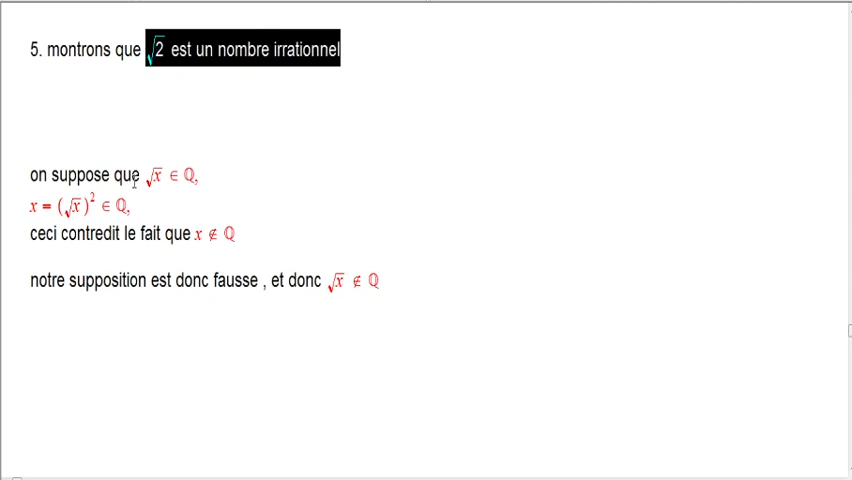 5. montrons que √2 est un nombre irrationnel
on suppose que √x ∈ ℚ,
x = (√x)² ∈ ℚ,
ceci contredit le fait que x ∉ ℚ
notre supposition est donc fausse , et donc √x ∉ ℚ